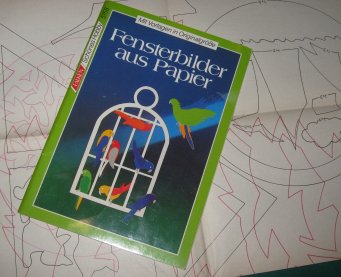 Mit Vorlagen in Originalgröße
Fensterbilder
aus Papier